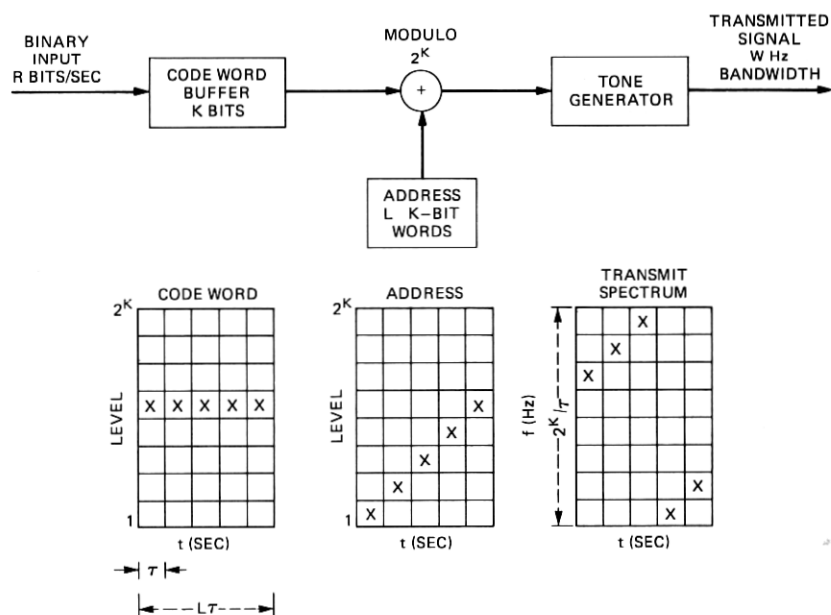 BINARY
INPUT
R BITS/SEC
CODE WORD
BUFFER
K BITS
MODULO
2^K
+
TONE
GENERATOR
TRANSMITTED
SIGNAL
W Hz
BANDWIDTH
ADDRESS
L K-BIT
WORDS
CODE WORD
2^K
LEVEL
X X X X X
1
t (SEC)
τ
Lτ
ADDRESS
2^K
LEVEL
X
X
X
X
X
1
t (SEC)
TRANSMIT
SPECTRUM
f (Hz)
2^K/τ
X
X
X
X
X
t (SEC)